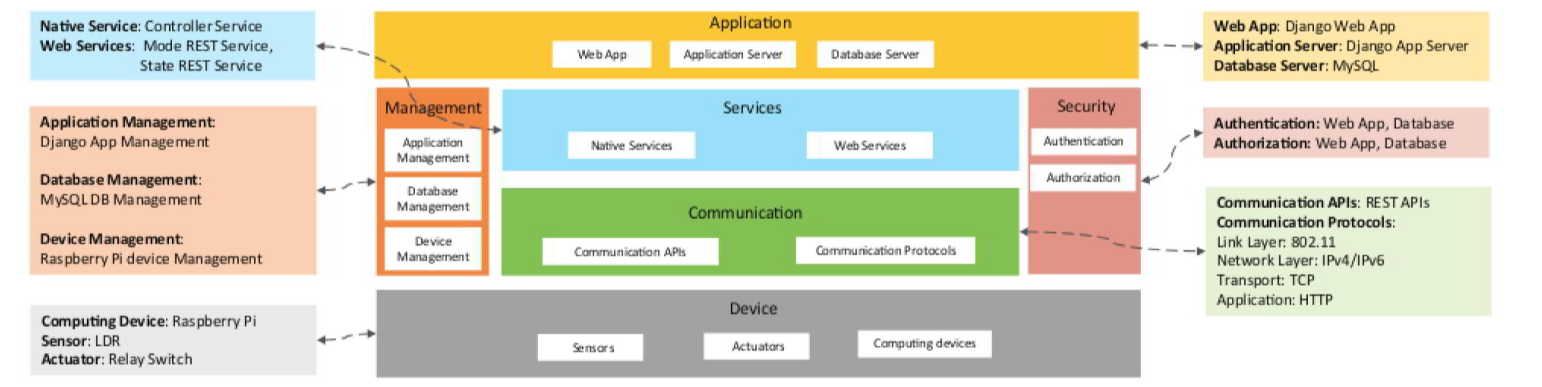 Native Service: Controller Service
Web Services: Mode REST Service,
State REST Service
Application Management:
Django App Management
Database Management:
MySQL DB Management
Device Management:
Raspberry Pi device Management
Computing Device: Raspberry Pi
Sensor: LDR
Actuator: Relay Switch
Application
Web App
Application Server
Database Server
Management
Application
Management
Database
Management
Device
Management
Services
Native Services
Web Services
Communication
Communication APIs
Communication Protocols
Security
Authentication
Authorization
Device
Sensors
Actuators
Computing devices
Web App: Django Web App
Application Server: Django App Server
Database Server: MySQL
Authentication: Web App, Database
Authorization: Web App, Database
Communication APIs: REST APIs
Communication Protocols:
Link Layer: 802.11
Network Layer: IPv4/IPv6
Transport: TCP
Application: HTTP